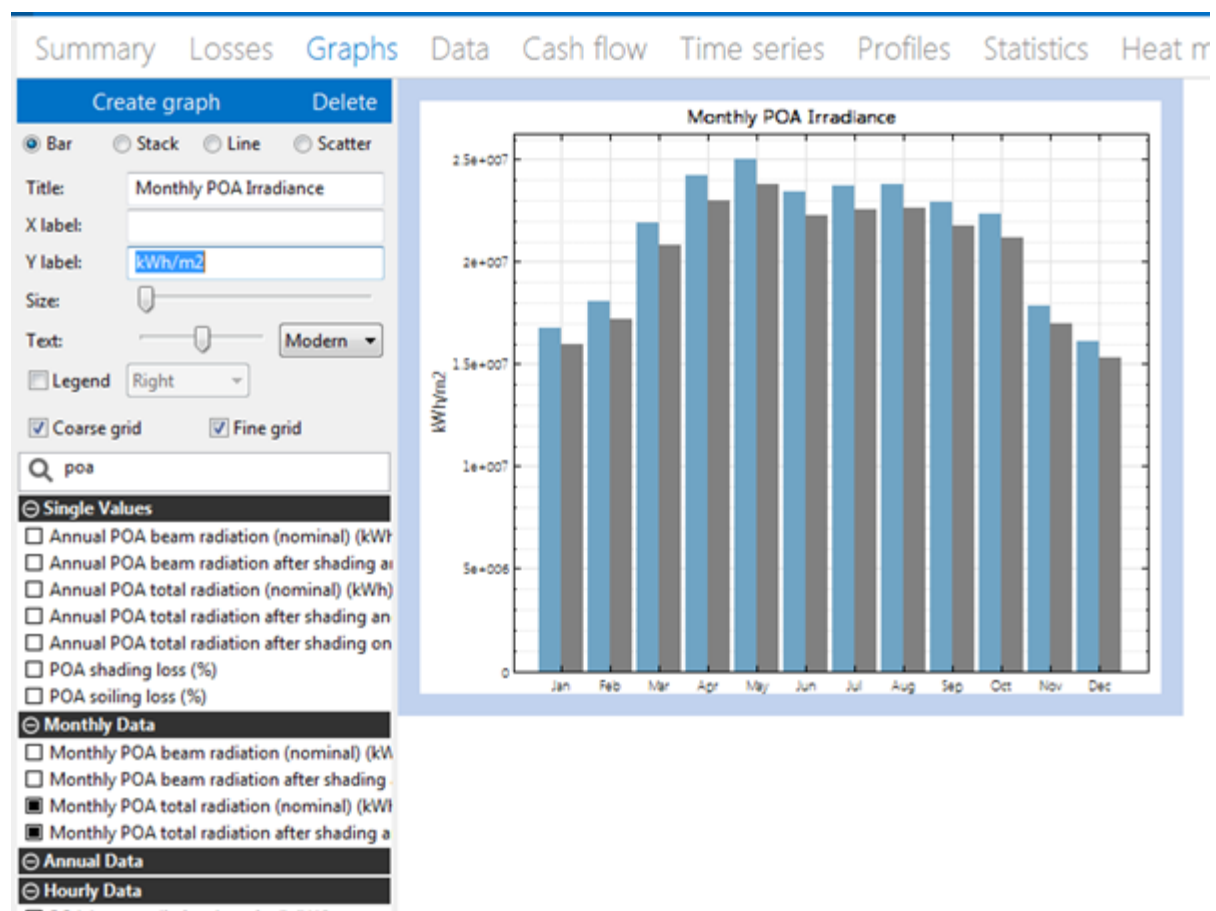 Summary Losses Graphs Data Cash flow Time series Profiles Statistics Heat m
Create graph Delete
Bar Stack Line Scatter
Title: Monthly POA Irradiance
X label:
Y label: kWh/m2
Size:
Text: Modern
Legend Right
Coarse grid Fine grid
poa
Single Values
Annual POA beam radiation (nominal) (kWh
Annual POA beam radiation after shading an
Annual POA total radiation (nominal) (kWh)
Annual POA total radiation after shading an
Annual POA total radiation after shading on
POA shading loss (%)
POA soiling loss (%)
Monthly Data
Monthly POA beam radiation (nominal) (kW
Monthly POA beam radiation after shading
Monthly POA total radiation (nominal) (kWh
Monthly POA total radiation after shading a
Annual Data
Hourly Data
Monthly POA Irradiance
kWh/m2
2.5e+007
2e+007
1.5e+007
1e+007
5e+006
0
Jan Feb Mar Apr May Jun Jul Aug Sep Oct Nov Dec